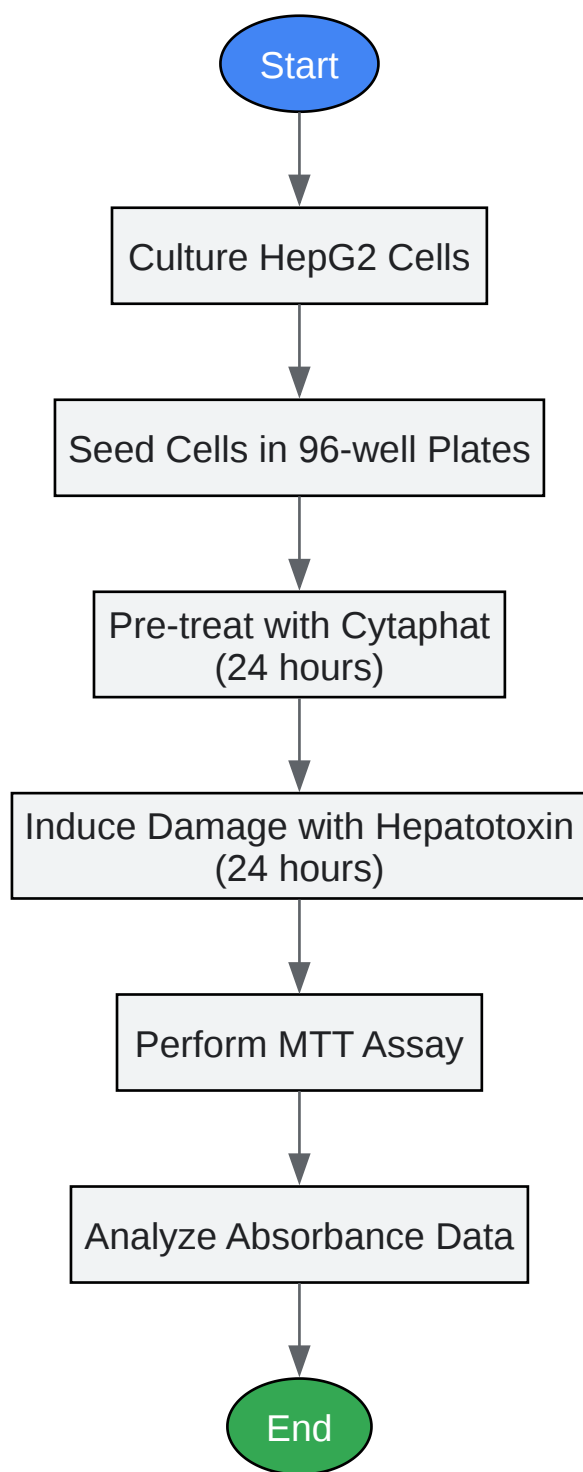 Start
Culture HepG2 Cells
Seed Cells in 96-well Plates
Pre-treat with Cytaphat
(24 hours)
Induce Damage with Hepatotoxin
(24 hours)
Perform MTT Assay
Analyze Absorbance Data
End